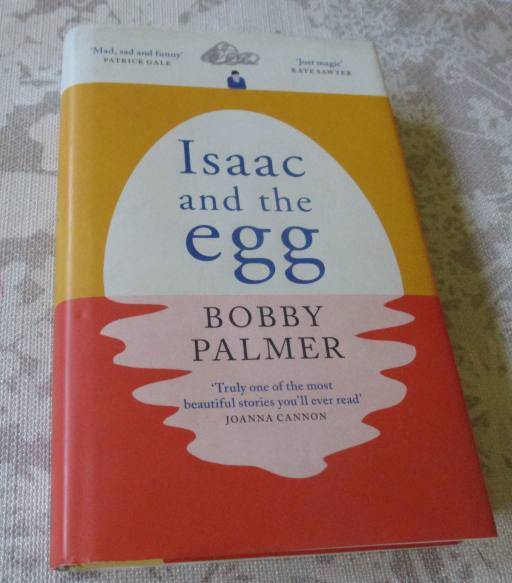 'Mad, sad and funny'
PATRICK GALE
'Just magic'
KATE SAWYER
Isaac
and the
egg
BOBBY
PALMER
'Truly one of the most
beautiful stories you'll ever read'
JOANNA CANNON